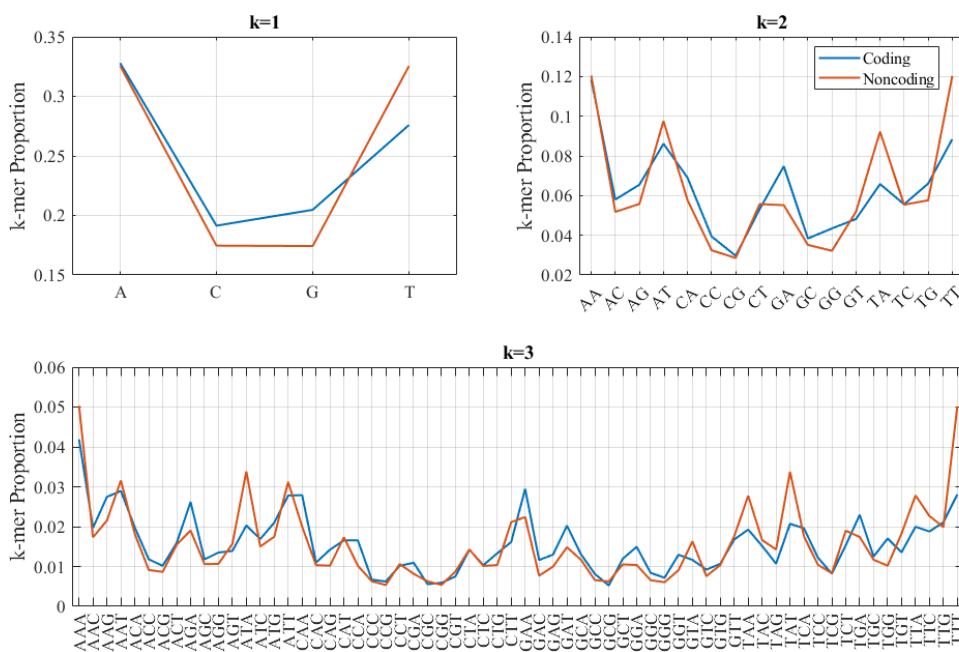 k=1
k-mer Proportion
0.35
0.3
0.25
0.2
0.15
A C G T
k=2
k-mer Proportion
0.14
0.12
0.1
0.08
0.06
0.04
0.02
AA AC AG AT CA CC CG CT GA GC GG GT TA TC TG TT
Coding
Noncoding
k=3
k-mer Proportion
0.06
0.05
0.04
0.03
0.02
0.01
0
AAA AAC AAG AAT ACA ACC ACG ACT AGA AGC AGG AGT ATA ATC ATG ATT CAA CAC CAG CAT CCA CCC CCG CCT CGA CGC CGG CGT CTA CTC CTG CTT GAA GAC GAG GAT GCA GCC GCG GCT GGA GGC GGG GGT GTA GTC GTG GTT TAA TAC TAG TAT TCA TCC TCG TCT TGA TGC TGG TGT TTA TTC TTG TTT